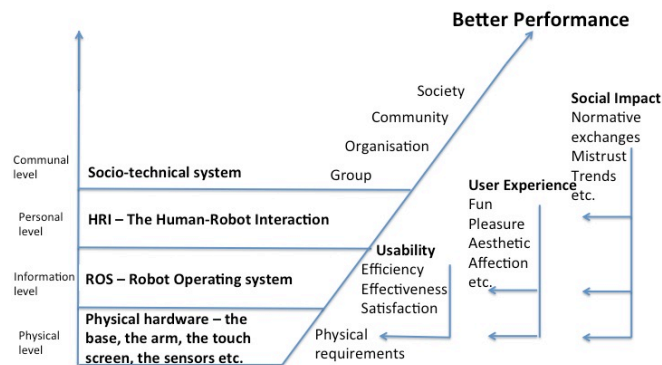 Better Performance
Society
Community
Organisation
Group
Communal
level
Socio-technical system
Personal
level
HRI – The Human-Robot Interaction
Information
level
ROS – Robot Operating system
Physical
level
Physical hardware – the
base, the arm, the touch
screen, the sensors etc.
Physical
requirements
Usability
Efficiency
Effectiveness
Satisfaction
User Experience
Fun
Pleasure
Aesthetic
Affection
etc.
Social Impact
Normative
exchanges
Mistrust
Trends
etc.